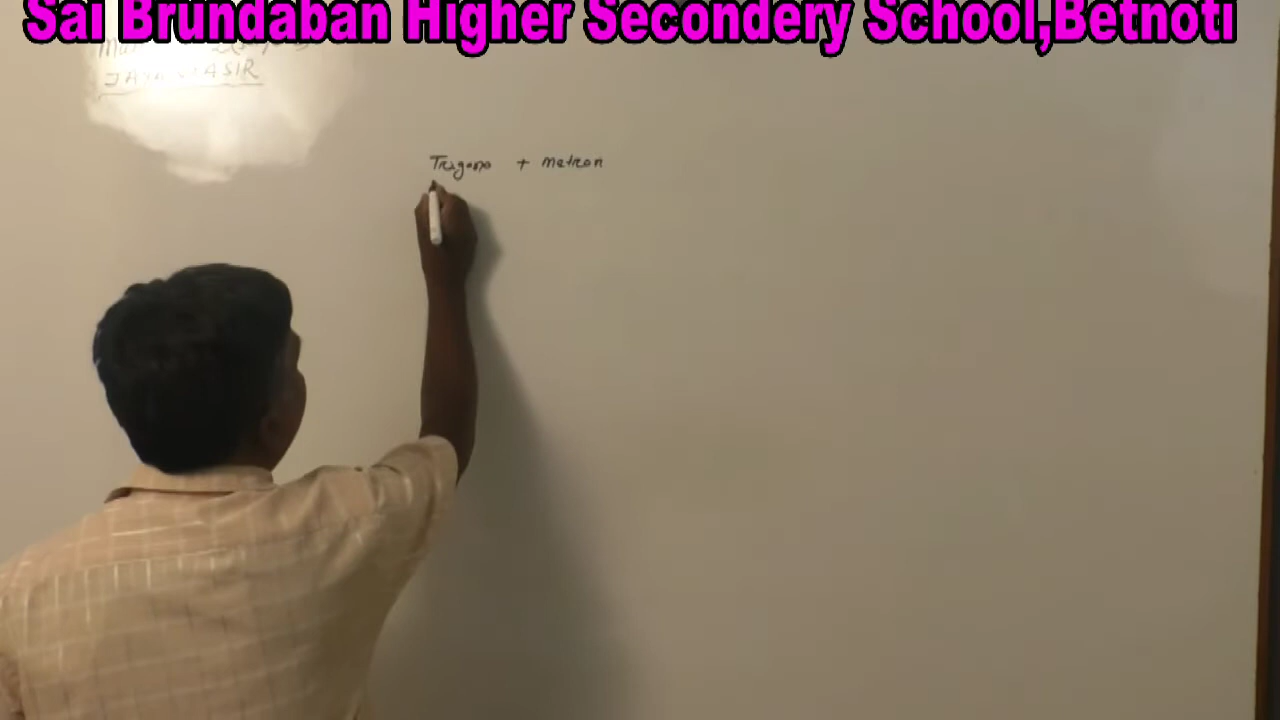 Sai Brundaban Higher Secondery School,Betnoti
Trigono + metron